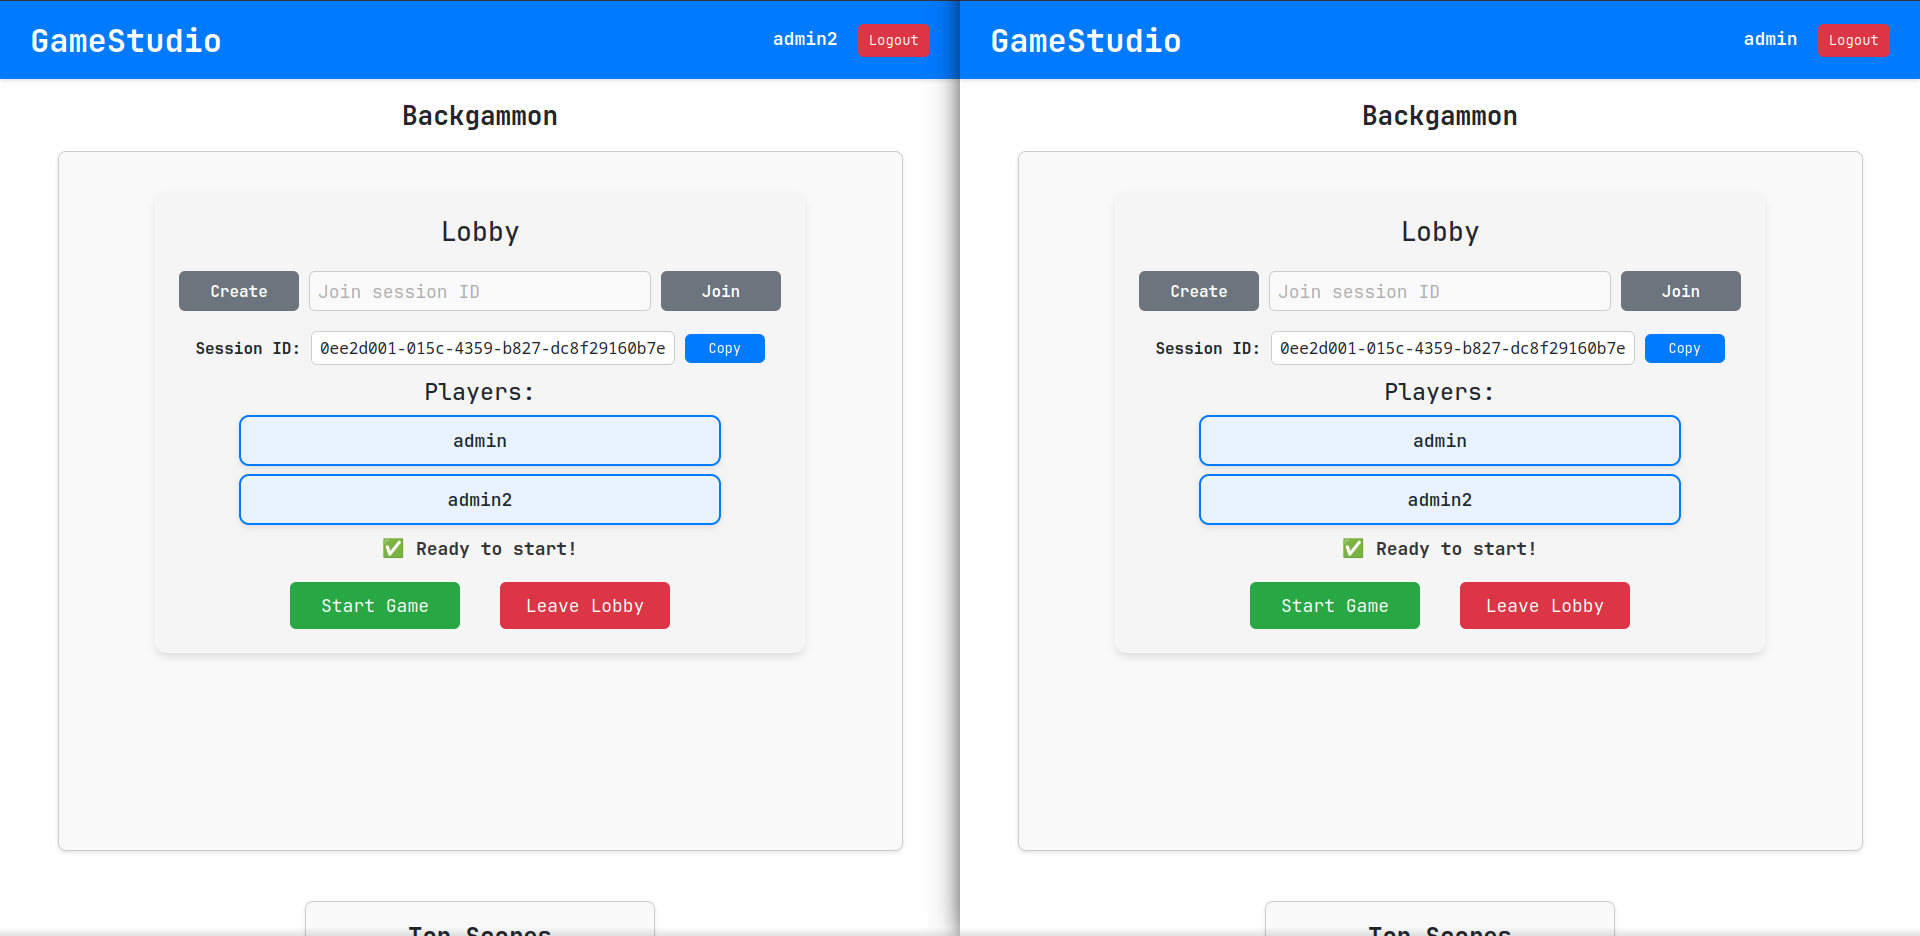 GameStudio
admin2
Logout
Backgammon
Lobby
Create
Join session ID
Join
Session ID:
0ee2d001-015c-4359-b827-dc8f29160b7e
Copy
Players:
admin
admin2
✅ Ready to start!
Start Game
Leave Lobby
Top Scores
GameStudio
admin
Logout
Backgammon
Lobby
Create
Join session ID
Join
Session ID:
0ee2d001-015c-4359-b827-dc8f29160b7e
Copy
Players:
admin
admin2
✅ Ready to start!
Start Game
Leave Lobby
Top Scores